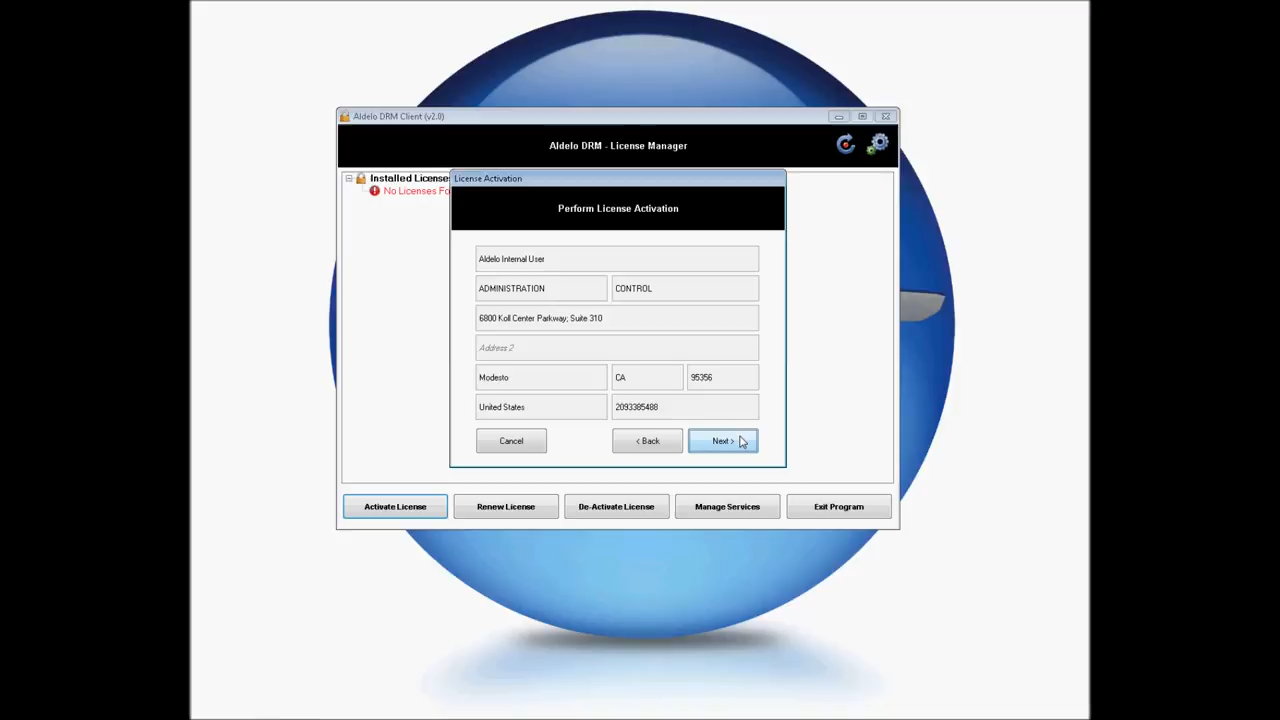 Aldelo DRM Client (v2.0)
Aldelo DRM - License Manager
Installed Licenses
No Licenses Fo
License Activation
Perform License Activation
Aldelo Internal User
ADMINISTRATION CONTROL
6800 Koll Center Parkway, Suite 310
Address 2
Modesto CA 95356
United States 2093385488
Cancel < Back Next >
Activate License Renew License De-Activate License Manage Services Exit Program